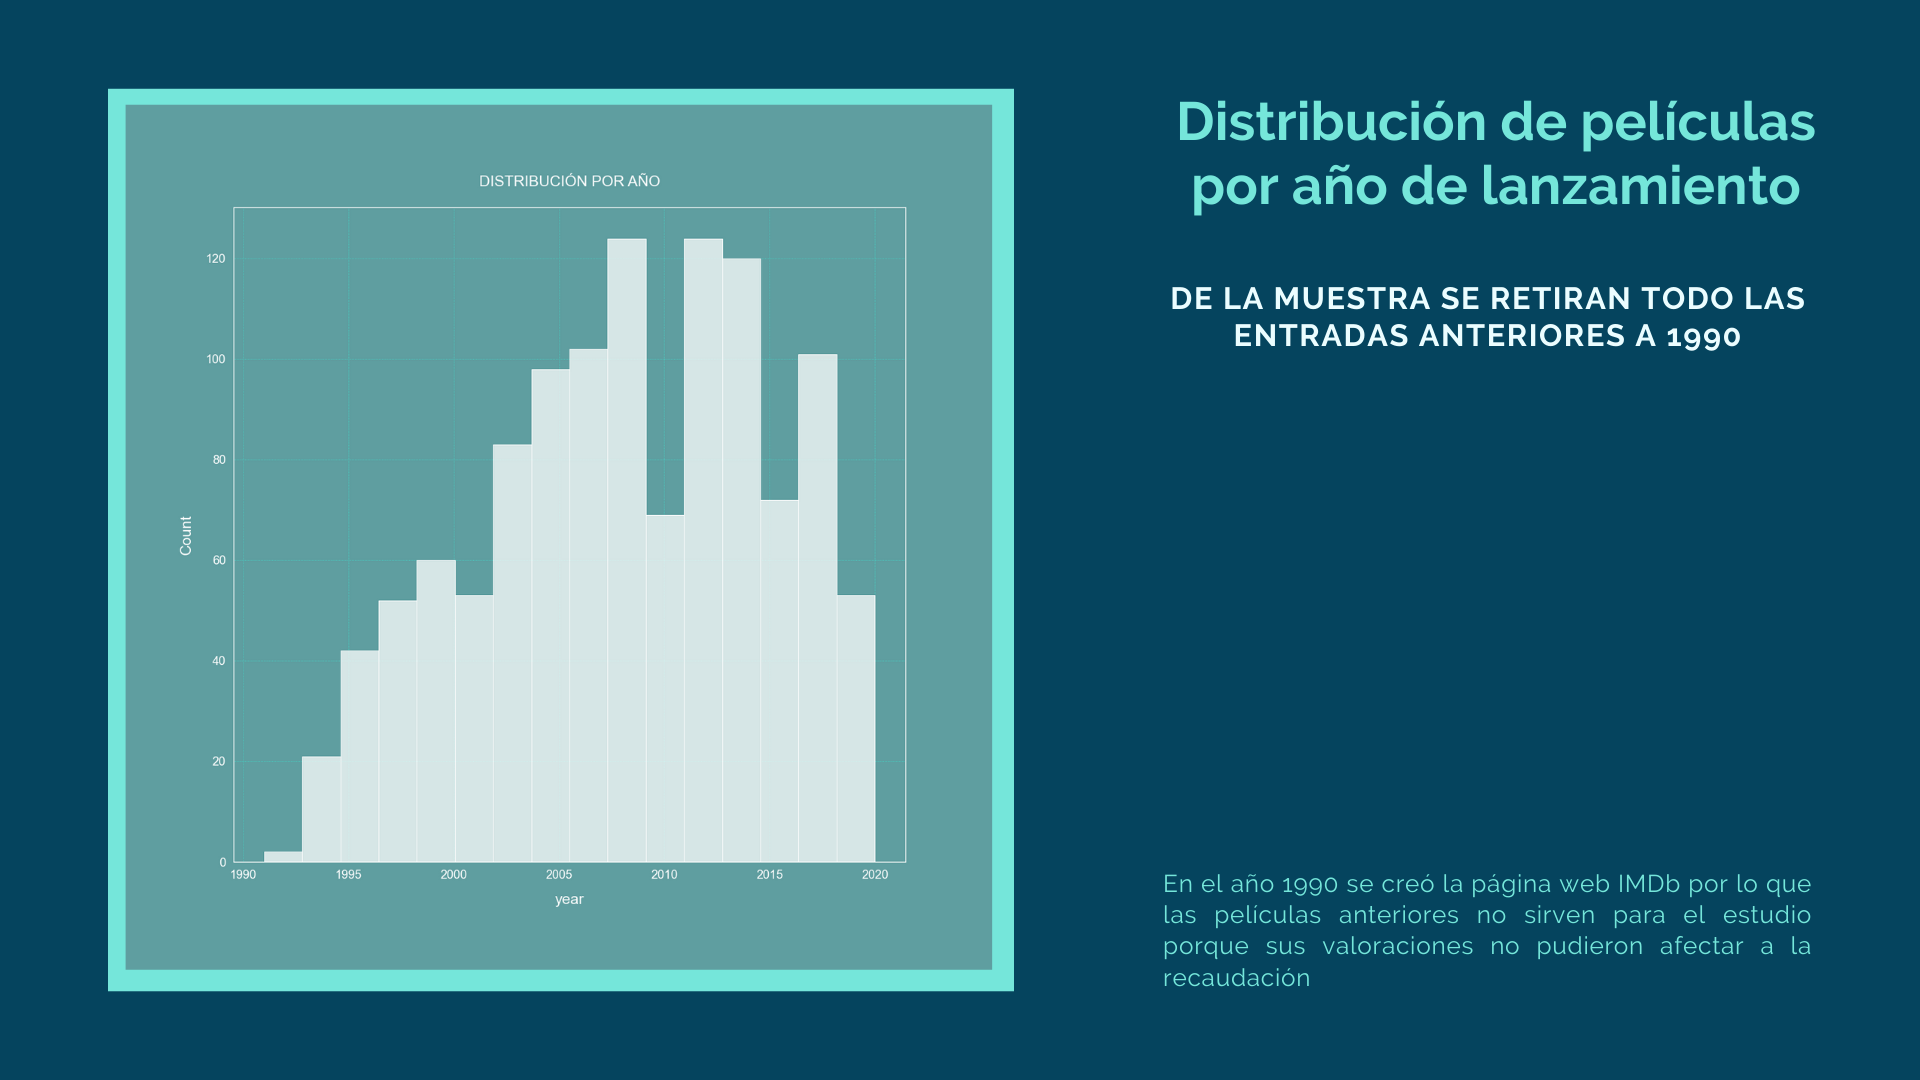 Distribución de películas
por año de lanzamiento
DE LA MUESTRA SE RETIRAN TODO LAS
ENTRADAS ANTERIORES A 1990
DISTRIBUCIÓN POR AÑO
120
100
80
60
40
20
0
Count
1990 1995 2000 2005 2010 2015 2020
year
En el año 1990 se creó la página web IMDb por lo que
las películas anteriores no sirven para el estudio
porque sus valoraciones no pudieron afectar a la
recaudación